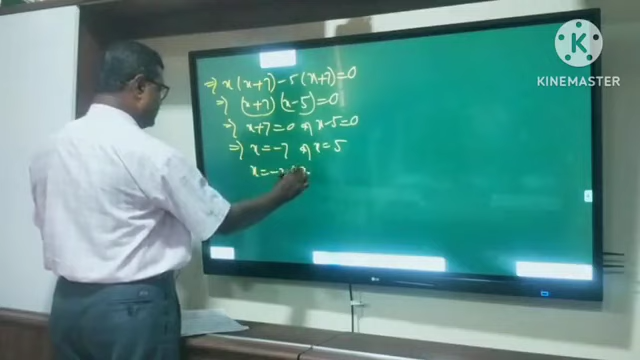 ⇒ x(x+7)-5(x+7)=0
⇒ (x+7)(x-5)=0
⇒ x+7=0 or x-5=0
⇒ x=-7 or x=5
x=-7
KINEMASTER